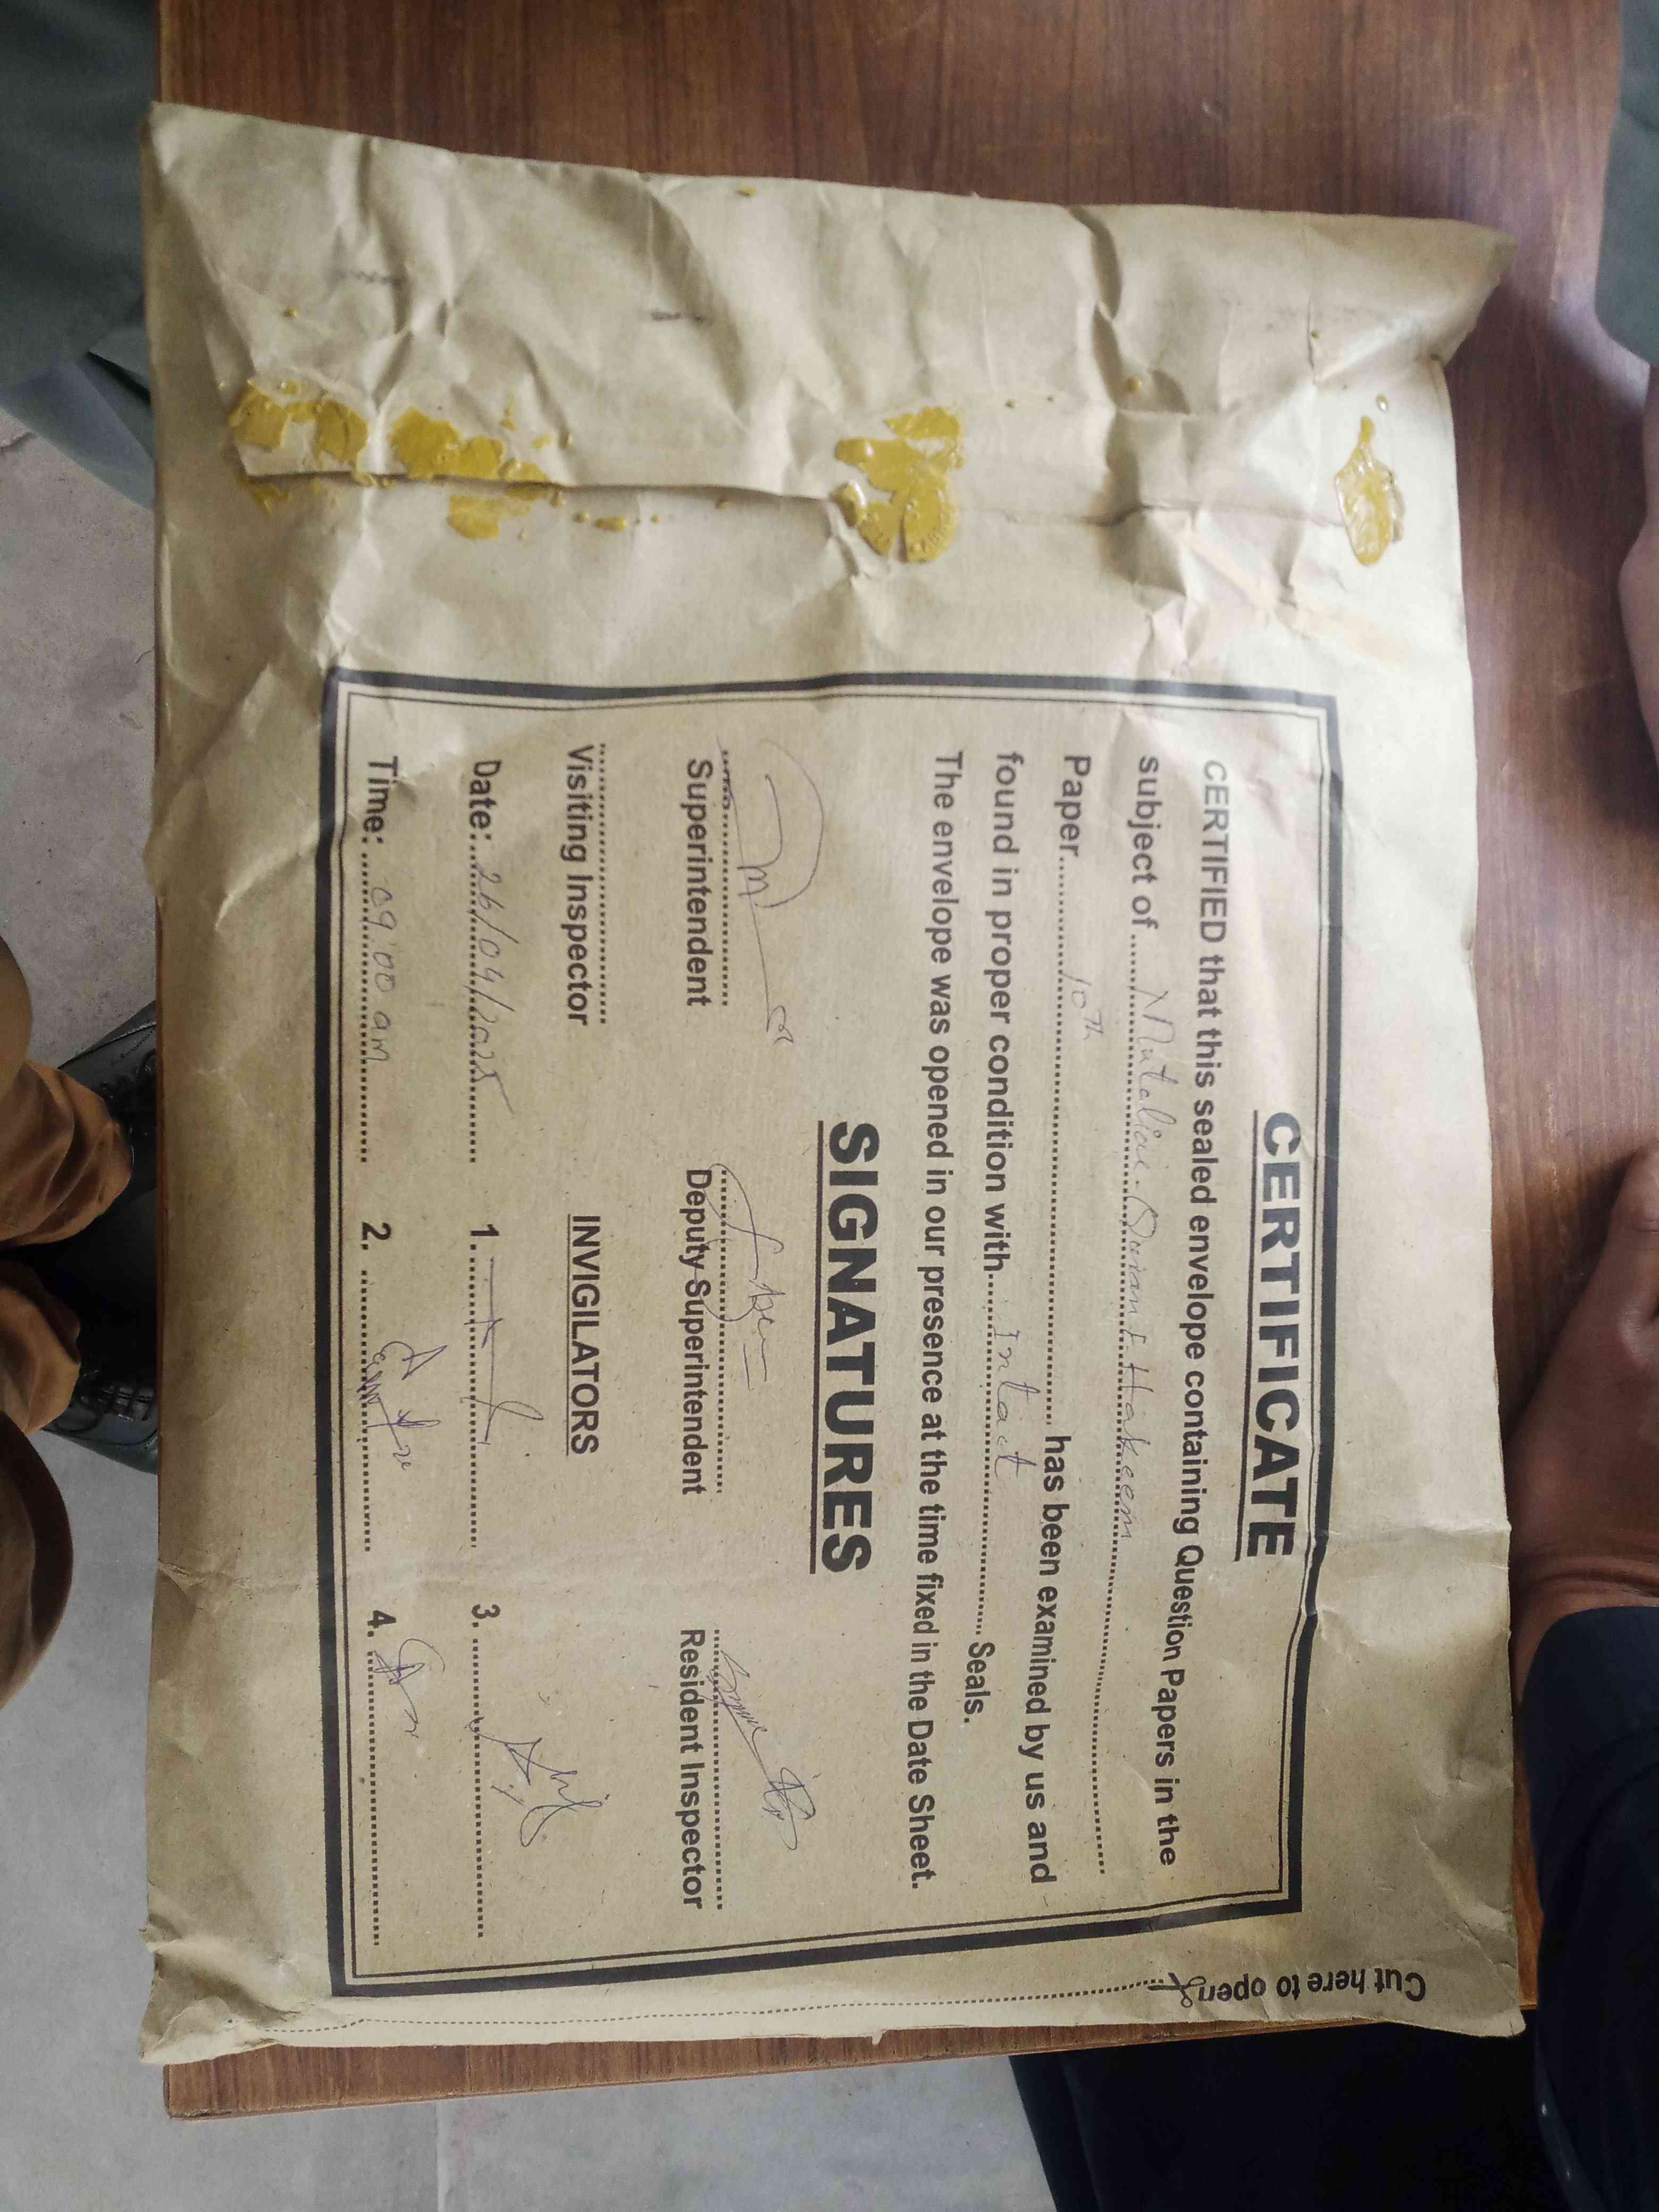 CERTIFICATE
CERTIFIED that this sealed envelope containing Question Papers in the
subject of ........ Mutaliai-Quran-E-Hakeem ........
Paper ........ 10th ........ has been examined by us and
found in proper condition with ........ Intact ........ Seals.
The envelope was opened in our presence at the time fixed in the Date Sheet.
SIGNATURES
Superintendent Deputy Superintendent Resident Inspector
Visiting Inspector INVIGILATORS
Date: 26/04/2025 1. 3.
Time: 09:00 am 2. 4.
Cut here to open